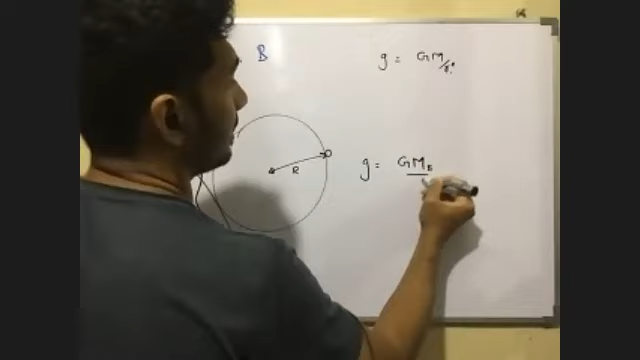 B
g = GM/R²
R
g = GM_E